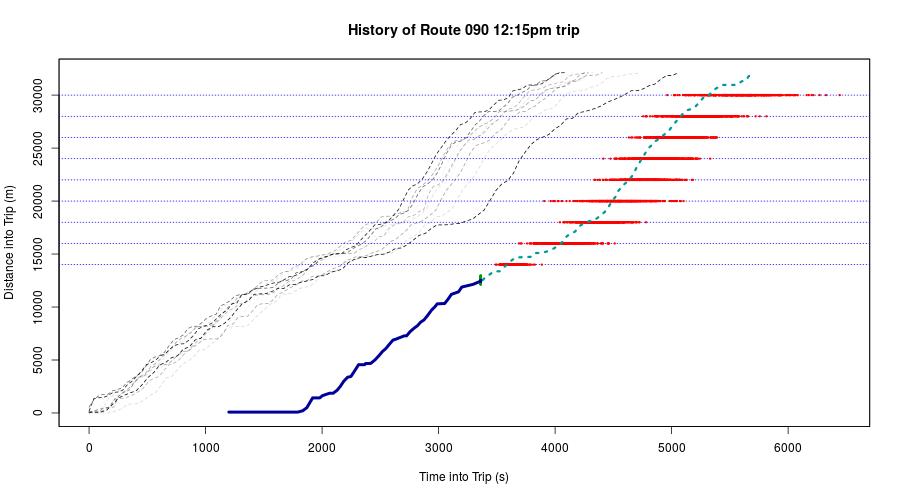 History of Route 090 12:15pm trip
Distance into Trip (m)
30000
25000
20000
15000
10000
5000
0
0 1000 2000 3000 4000 5000 6000
Time into Trip (s)